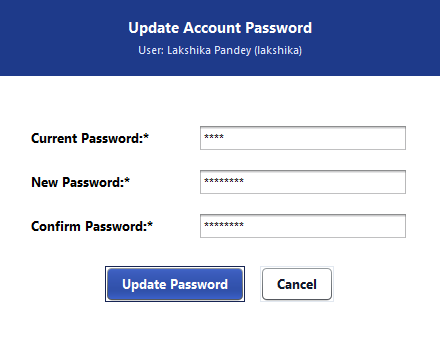 Update Account Password
User: Lakshika Pandey (lakshika)
Current Password:* ****
New Password:* ********
Confirm Password:* ********
Update Password Cancel